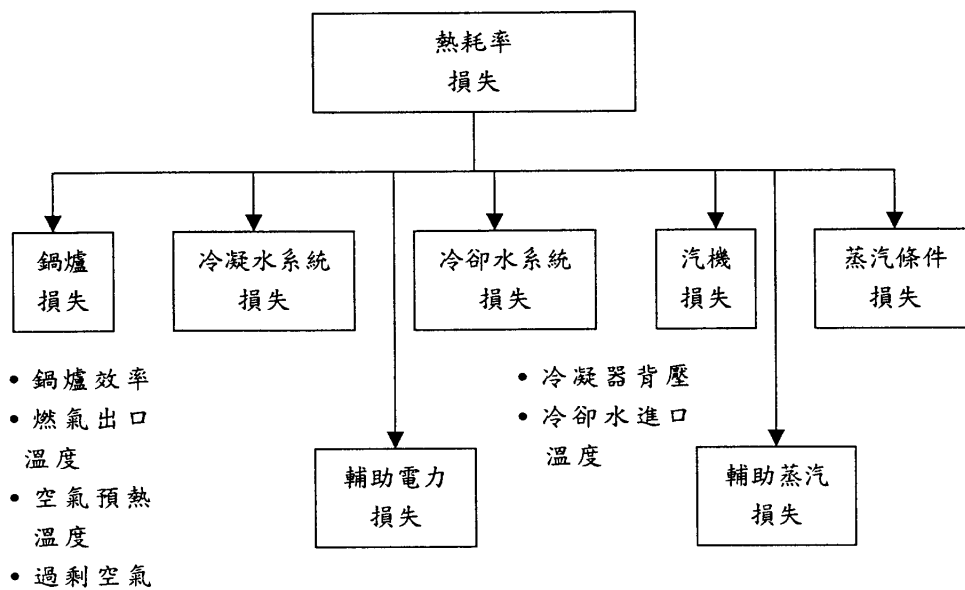 熱耗率
損失
鍋爐
損失
冷凝水系統
損失
冷卻水系統
損失
汽機
損失
蒸汽條件
損失
• 鍋爐效率
• 燃氣出口
溫度
• 空氣預熱
溫度
• 過剩空氣
輔助電力
損失
• 冷凝器背壓
• 冷卻水進口
溫度
輔助蒸汽
損失